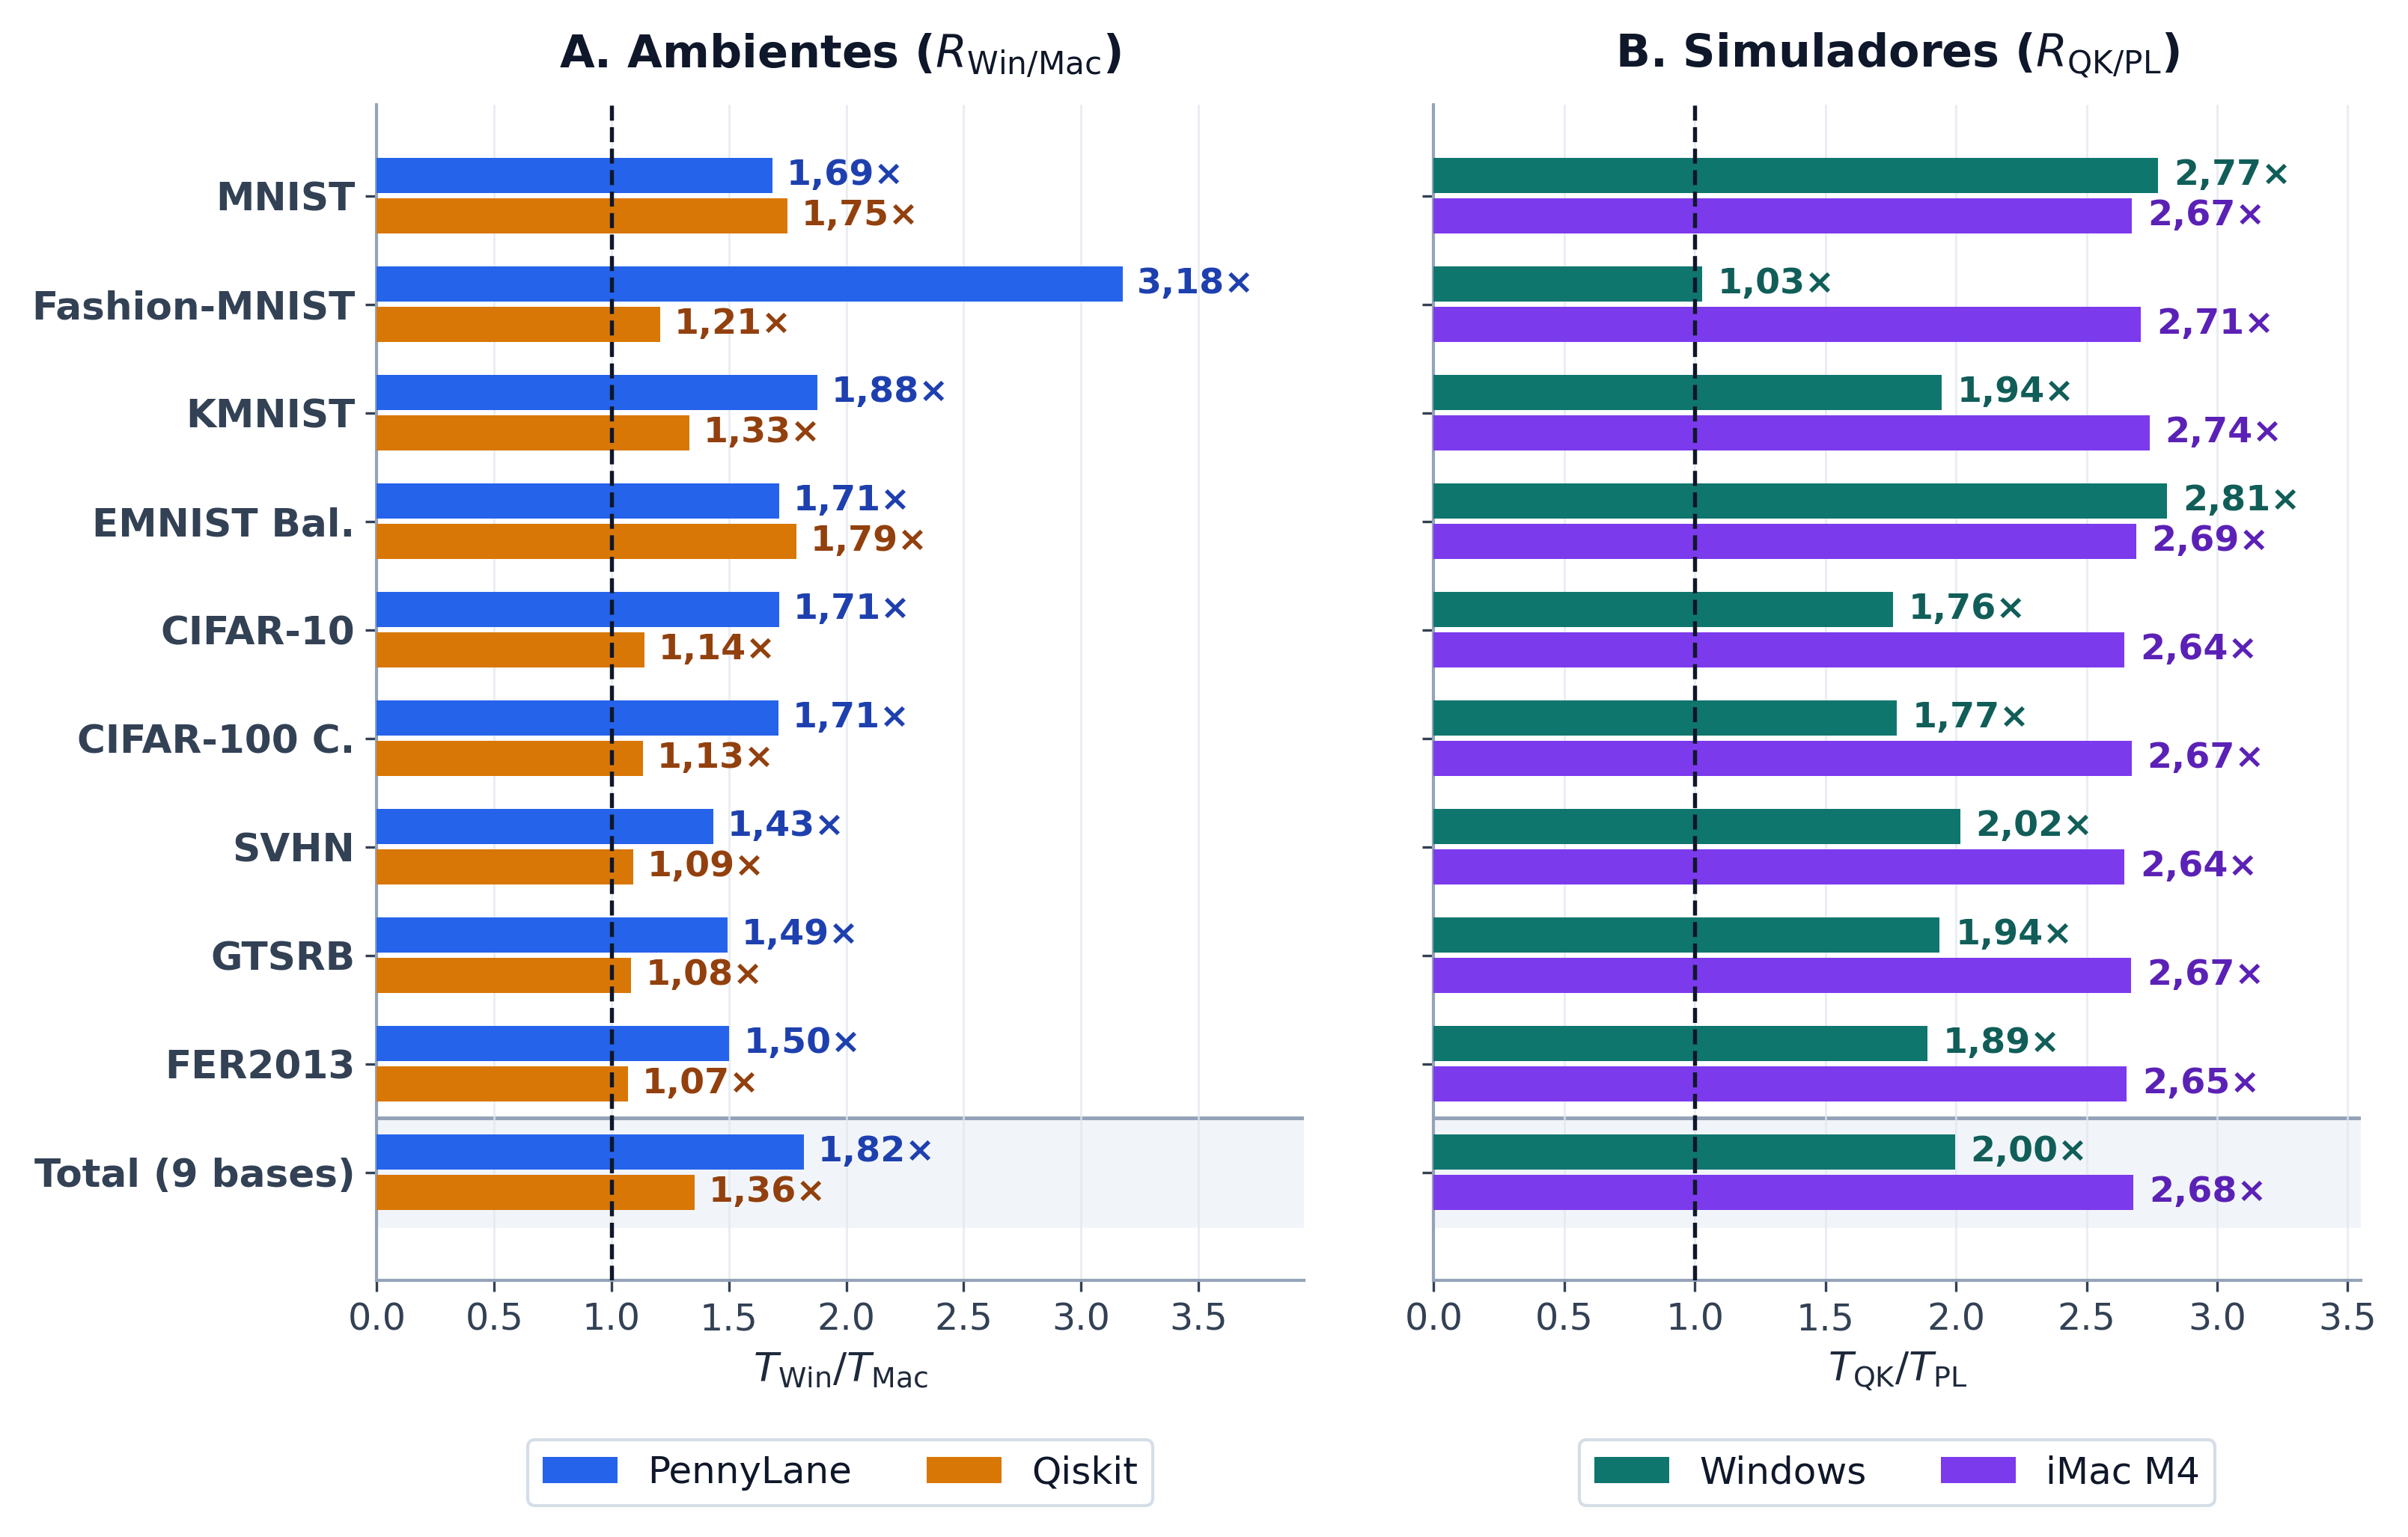 A. Ambientes (R_Win/Mac)
MNIST
1,69×
1,75×
Fashion-MNIST
3,18×
1,21×
KMNIST
1,88×
1,33×
EMNIST Bal.
1,71×
1,79×
CIFAR-10
1,71×
1,14×
CIFAR-100 C.
1,71×
1,13×
SVHN
1,43×
1,09×
GTSRB
1,49×
1,08×
FER2013
1,50×
1,07×
Total (9 bases)
1,82×
1,36×
0.0 0.5 1.0 1.5 2.0 2.5 3.0 3.5
T_Win/T_Mac
PennyLane Qiskit
B. Simuladores (R_QK/PL)
2,77×
2,67×
1,03×
2,71×
1,94×
2,74×
2,81×
2,69×
1,76×
2,64×
1,77×
2,67×
2,02×
2,64×
1,94×
2,67×
1,89×
2,65×
2,00×
2,68×
0.0 0.5 1.0 1.5 2.0 2.5 3.0 3.5
T_QK/T_PL
Windows iMac M4